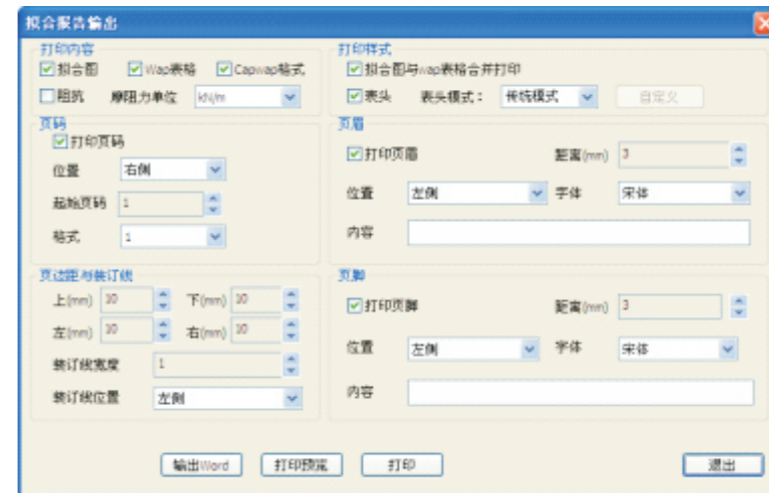 拟合报告输出
打印内容
拟合图 Wap表格 Capwap格式
阻抗 摩阻力单位 kN/m
打印样式
拟合图与wap表格合并打印
表头 表头模式： 传统模式 自定义
页码
打印页码
位置 右侧
起始页码 1
格式 1
页眉
打印页眉 距离(mm) 3
位置 左侧 字体 宋体
内容
页边距与装订线
上(mm) 10 下(mm) 10
左(mm) 10 右(mm) 10
装订线宽度 1
装订线位置 左侧
页脚
打印页脚 距离(mm) 3
位置 左侧 字体 宋体
内容
输出Word 打印预览 打印 退出